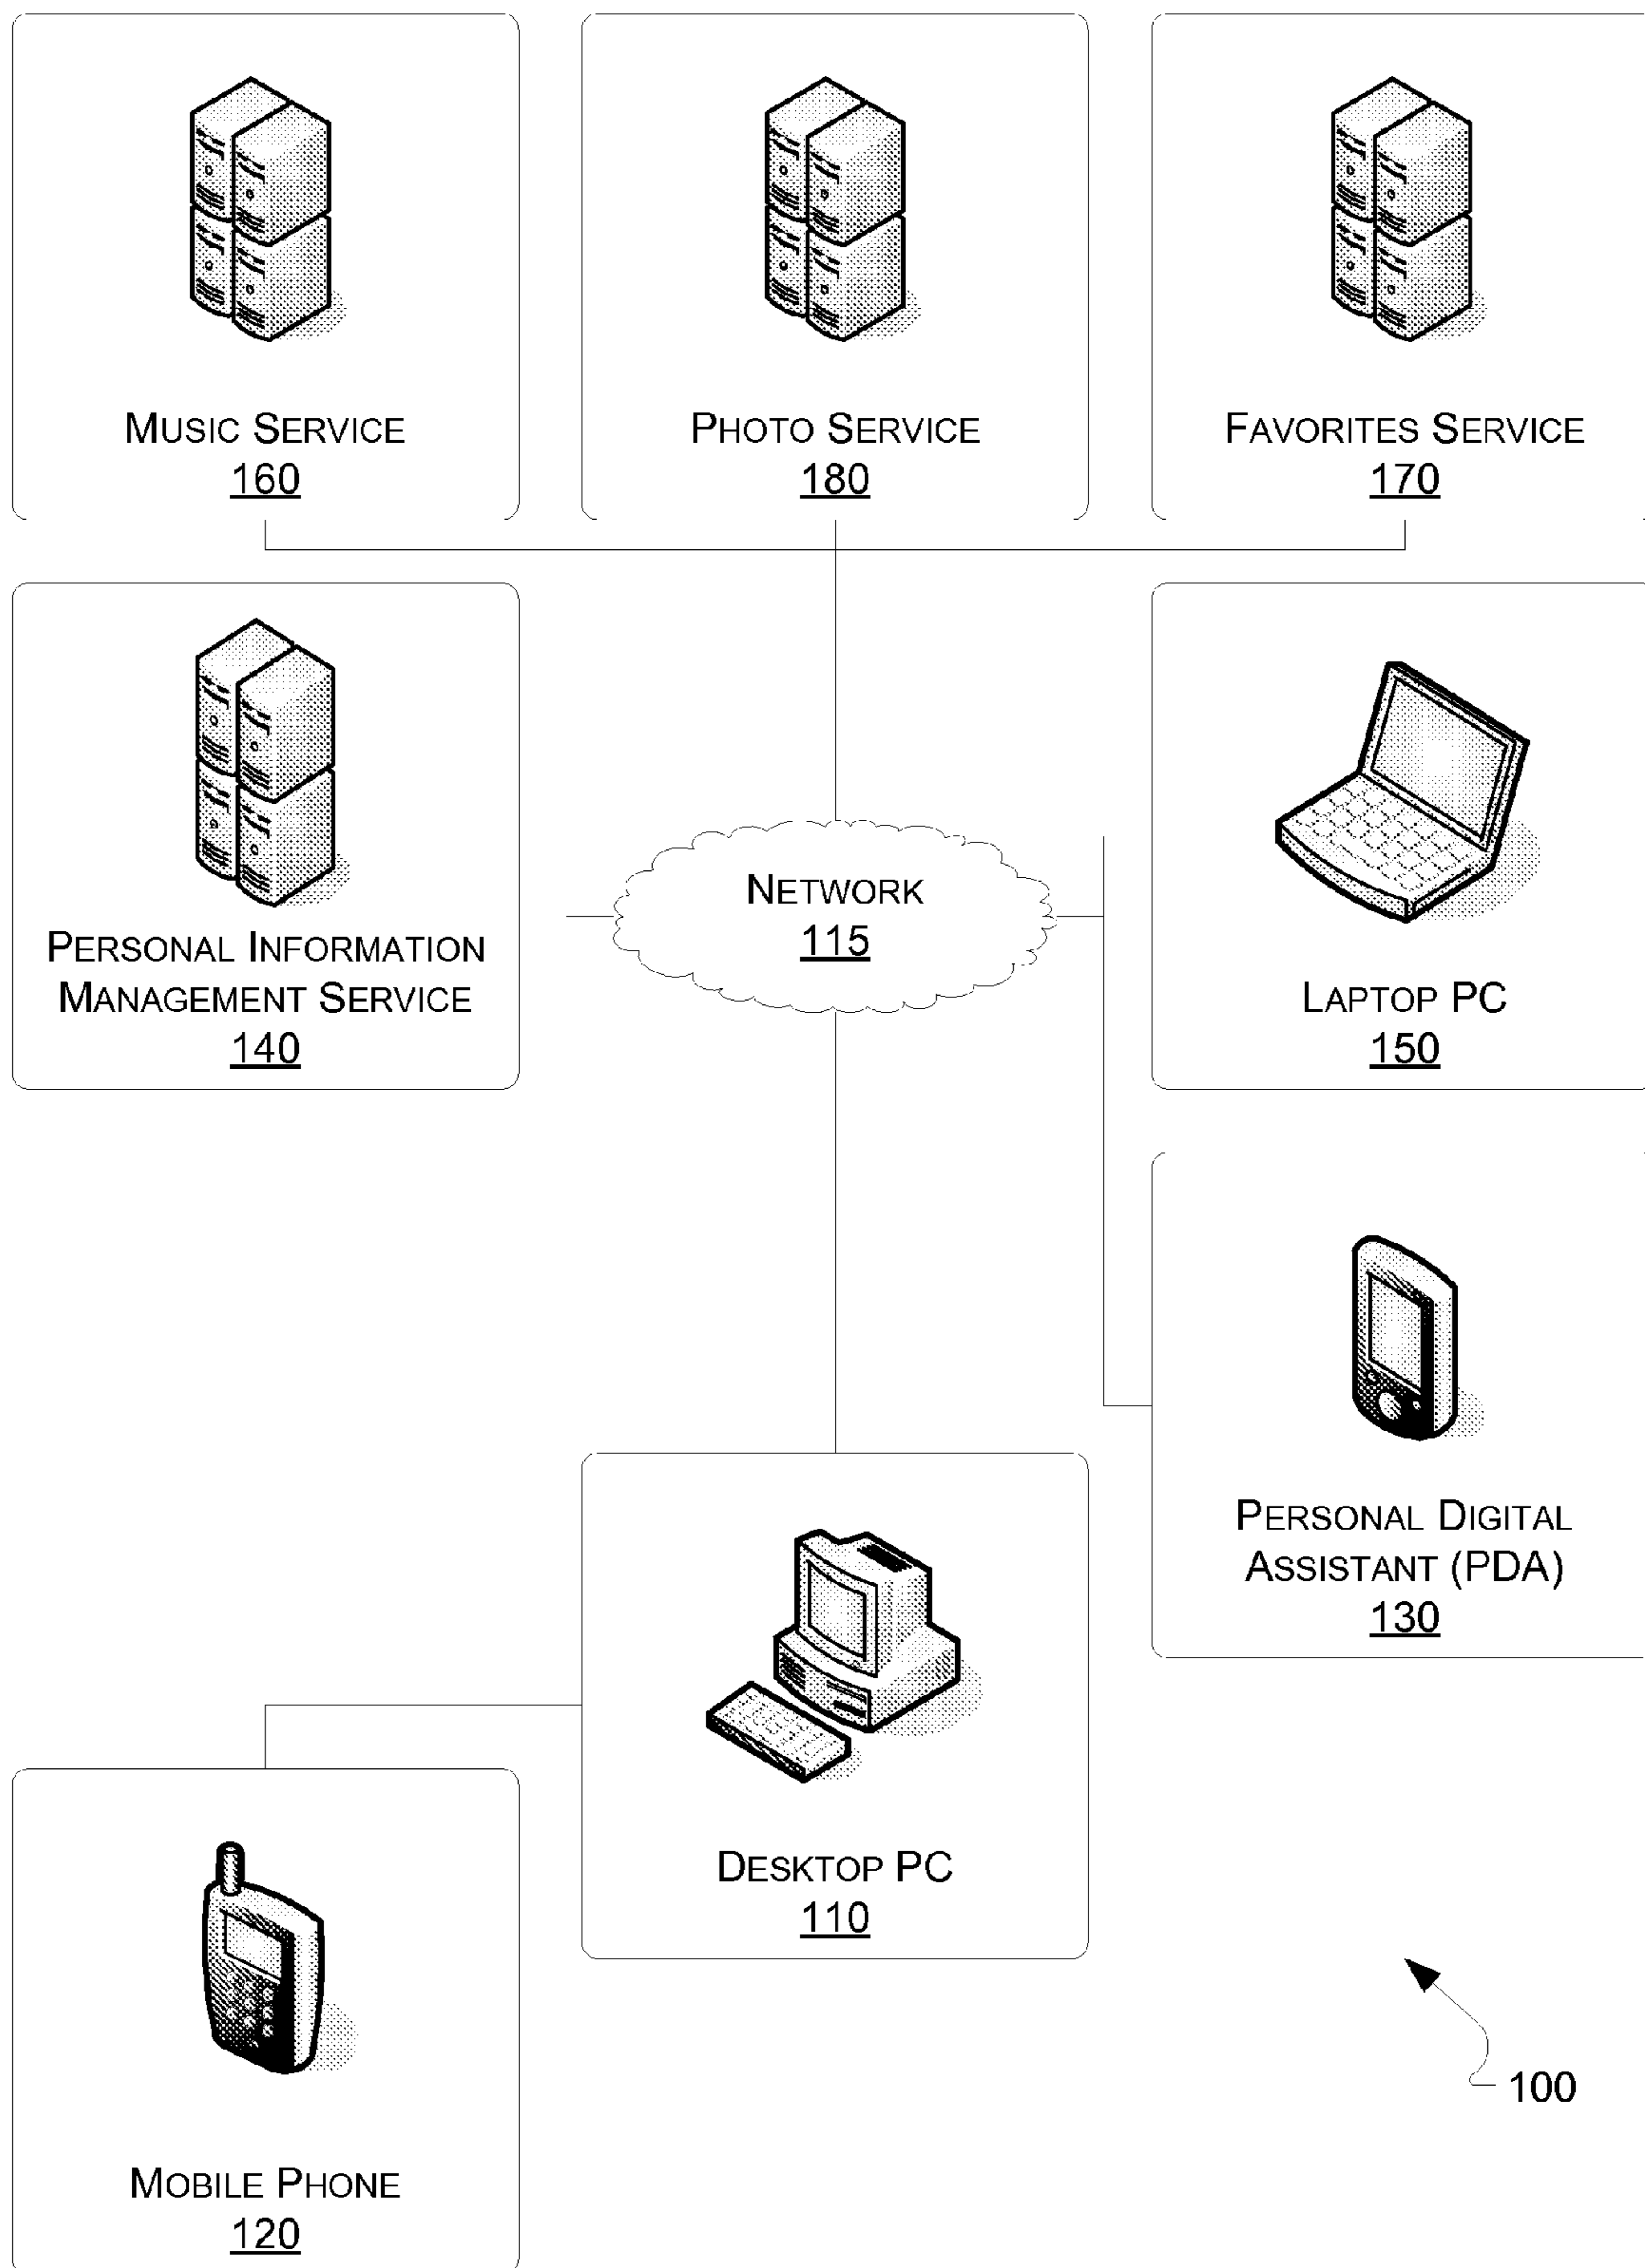 MUSIC SERVICE
160
PHOTO SERVICE
180
FAVORITES SERVICE
170
PERSONAL INFORMATION
MANAGEMENT SERVICE
140
NETWORK
115
LAPTOP PC
150
PERSONAL DIGITAL
ASSISTANT (PDA)
130
DESKTOP PC
110
MOBILE PHONE
120
100